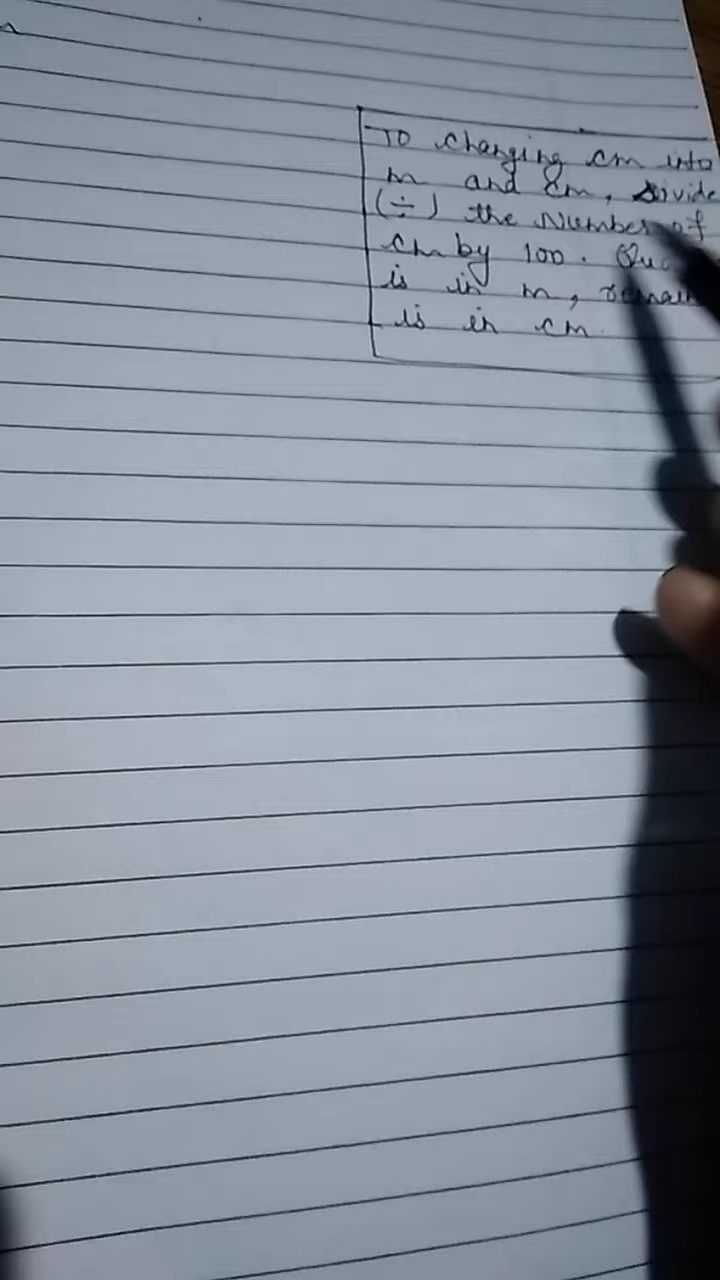 To changing cm into
m and cm, Divide
(÷) the Number of
cm by 100.
is in m,
is in cm.